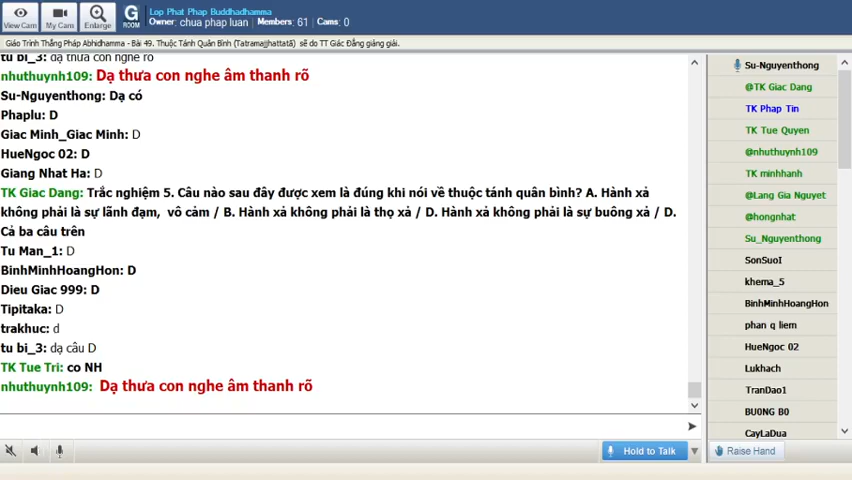 Lop Phat Phap Buddhadhamma
Owner: chua phap luan Members: 61 Cams: 0
View Cam My Cam Enlarge G ROOM
Giáo Trình Thắng Pháp Abhidhamma - Bài 49. Thuộc Tánh Quân Bình (Tatramajjhattatā) sẽ do TT Giác Đẳng giảng giải.
tu bi_3: dạ thưa con nghe rõ
nhuthuynh109: Dạ thưa con nghe âm thanh rõ
Su-Nguyenthong: Dạ có
Phaplu: D
Giac Minh_Giac Minh: D
HueNgoc 02: D
Giang Nhat Ha: D
TK Giac Dang: Trắc nghiệm 5. Câu nào sau đây được xem là đúng khi nói về thuộc tánh quân bình? A. Hành xả
không phải là sự lãnh đạm, vô cảm / B. Hành xả không phải là thọ xả / D. Hành xả không phải là sự buông xả / D.
Cả ba câu trên
Tu Man_1: D
BinhMinhHoangHon: D
Dieu Giac 999: D
Tipitaka: D
trakhuc: d
tu bi_3: dạ câu D
TK Tue Tri: co NH
nhuthuynh109: Dạ thưa con nghe âm thanh rõ
Hold to Talk
Su-Nguyenthong
@TK Giac Dang
TK Phap Tin
TK Tue Quyen
@nhuthuynh109
TK minhhanh
@Lang Gia Nguyet
@hongnhat
Su_Nguyenthong
SonSuoI
khema_5
BinhMinhHoangHon
phan q liem
HueNgoc 02
Lukhach
TranDao1
BU0NG B0
CayLaDua
Raise Hand